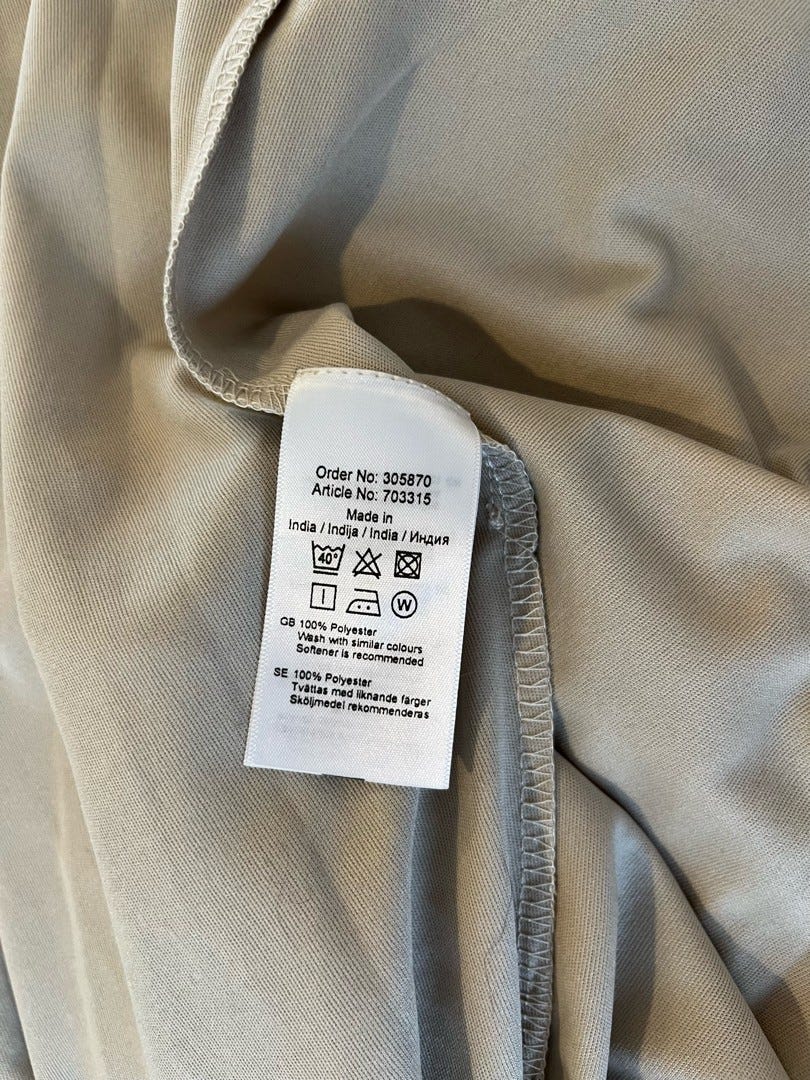 Order No: 305870
Article No: 703315
Made in
India / Indija / India / Индия
40°
W
GB 100% Polyester
Wash with similar colours
Softener is recommended
SE 100% Polyester
Tvättas med liknande färger
Sköljmedel rekommenderas